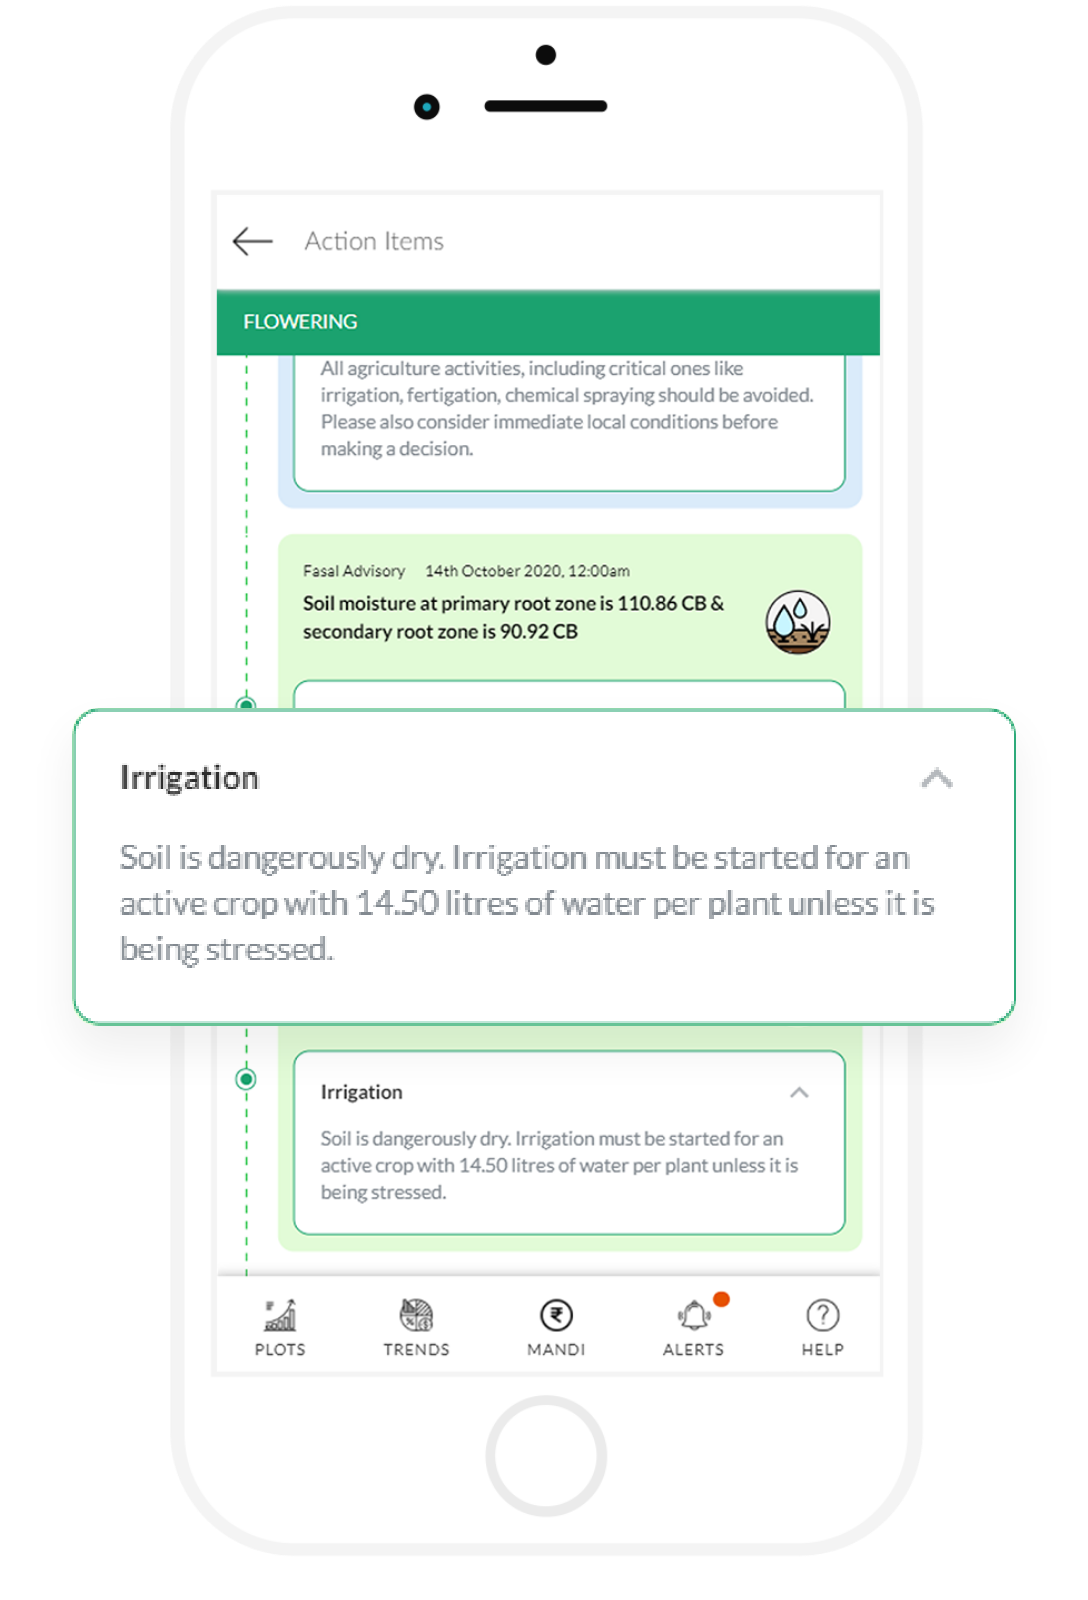 Action Items
FLOWERING
All agriculture activities, including critical ones like
irrigation, fertigation, chemical spraying should be avoided.
Please also consider immediate local conditions before
making a decision.
Fasal Advisory 14th October 2020, 12:00am
Soil moisture at primary root zone is 110.86 CB &
secondary root zone is 90.92 CB
Irrigation
Soil is dangerously dry. Irrigation must be started for an
active crop with 14.50 litres of water per plant unless it is
being stressed.
Irrigation
Soil is dangerously dry. Irrigation must be started for an
active crop with 14.50 litres of water per plant unless it is
being stressed.
PLOTS TRENDS MANDI ALERTS HELP